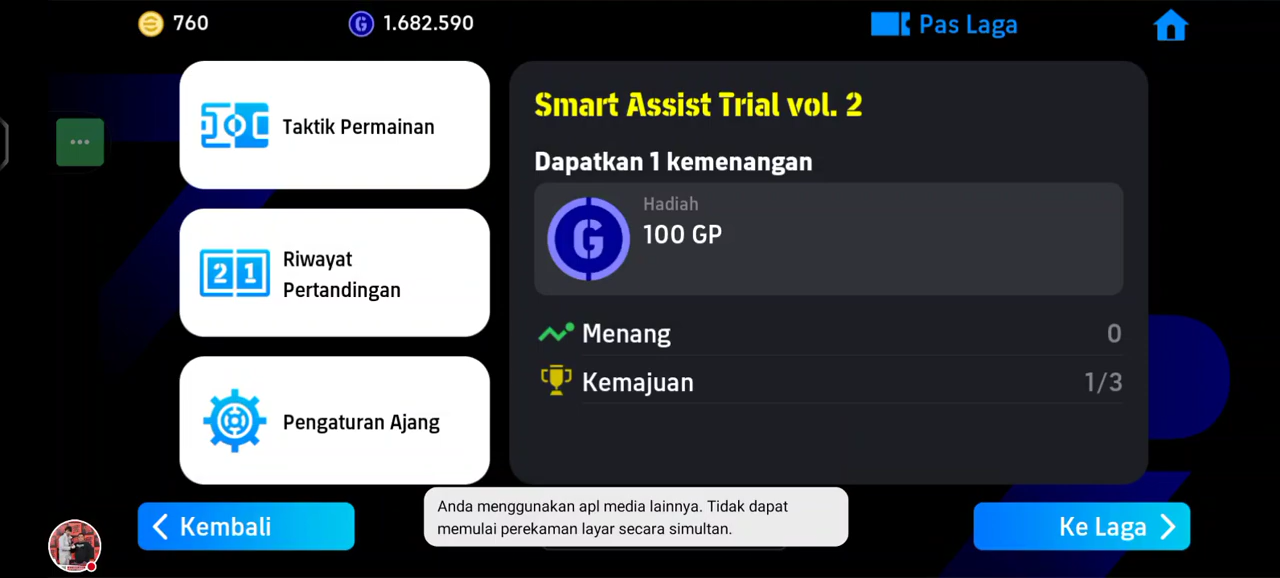 760
1.682.590
Pas Laga
Taktik Permainan
Riwayat
Pertandingan
Pengaturan Ajang
Smart Assist Trial vol. 2
Dapatkan 1 kemenangan
Hadiah
100 GP
Menang 0
Kemajuan 1/3
Kembali
Anda menggunakan apl media lainnya. Tidak dapat
memulai perekaman layar secara simultan.
Ke Laga